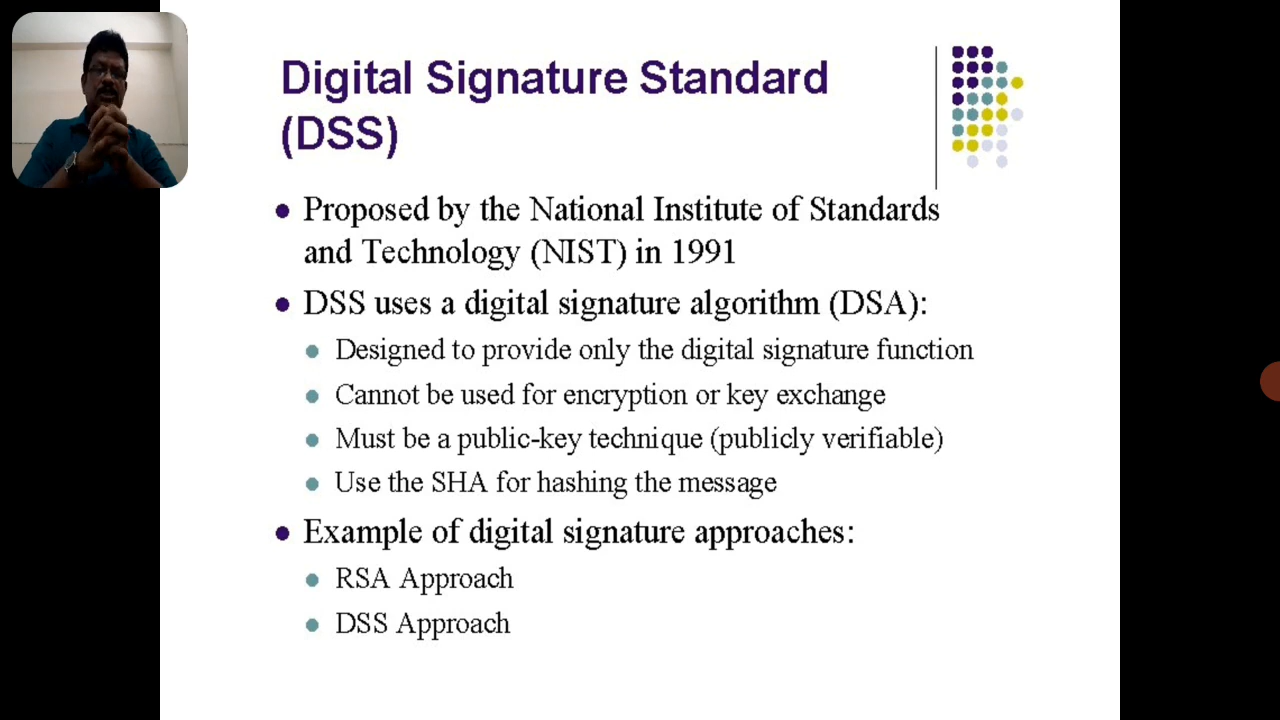 Digital Signature Standard
(DSS)
Proposed by the National Institute of Standards
and Technology (NIST) in 1991
DSS uses a digital signature algorithm (DSA):
Designed to provide only the digital signature function
Cannot be used for encryption or key exchange
Must be a public-key technique (publicly verifiable)
Use the SHA for hashing the message
Example of digital signature approaches:
RSA Approach
DSS Approach